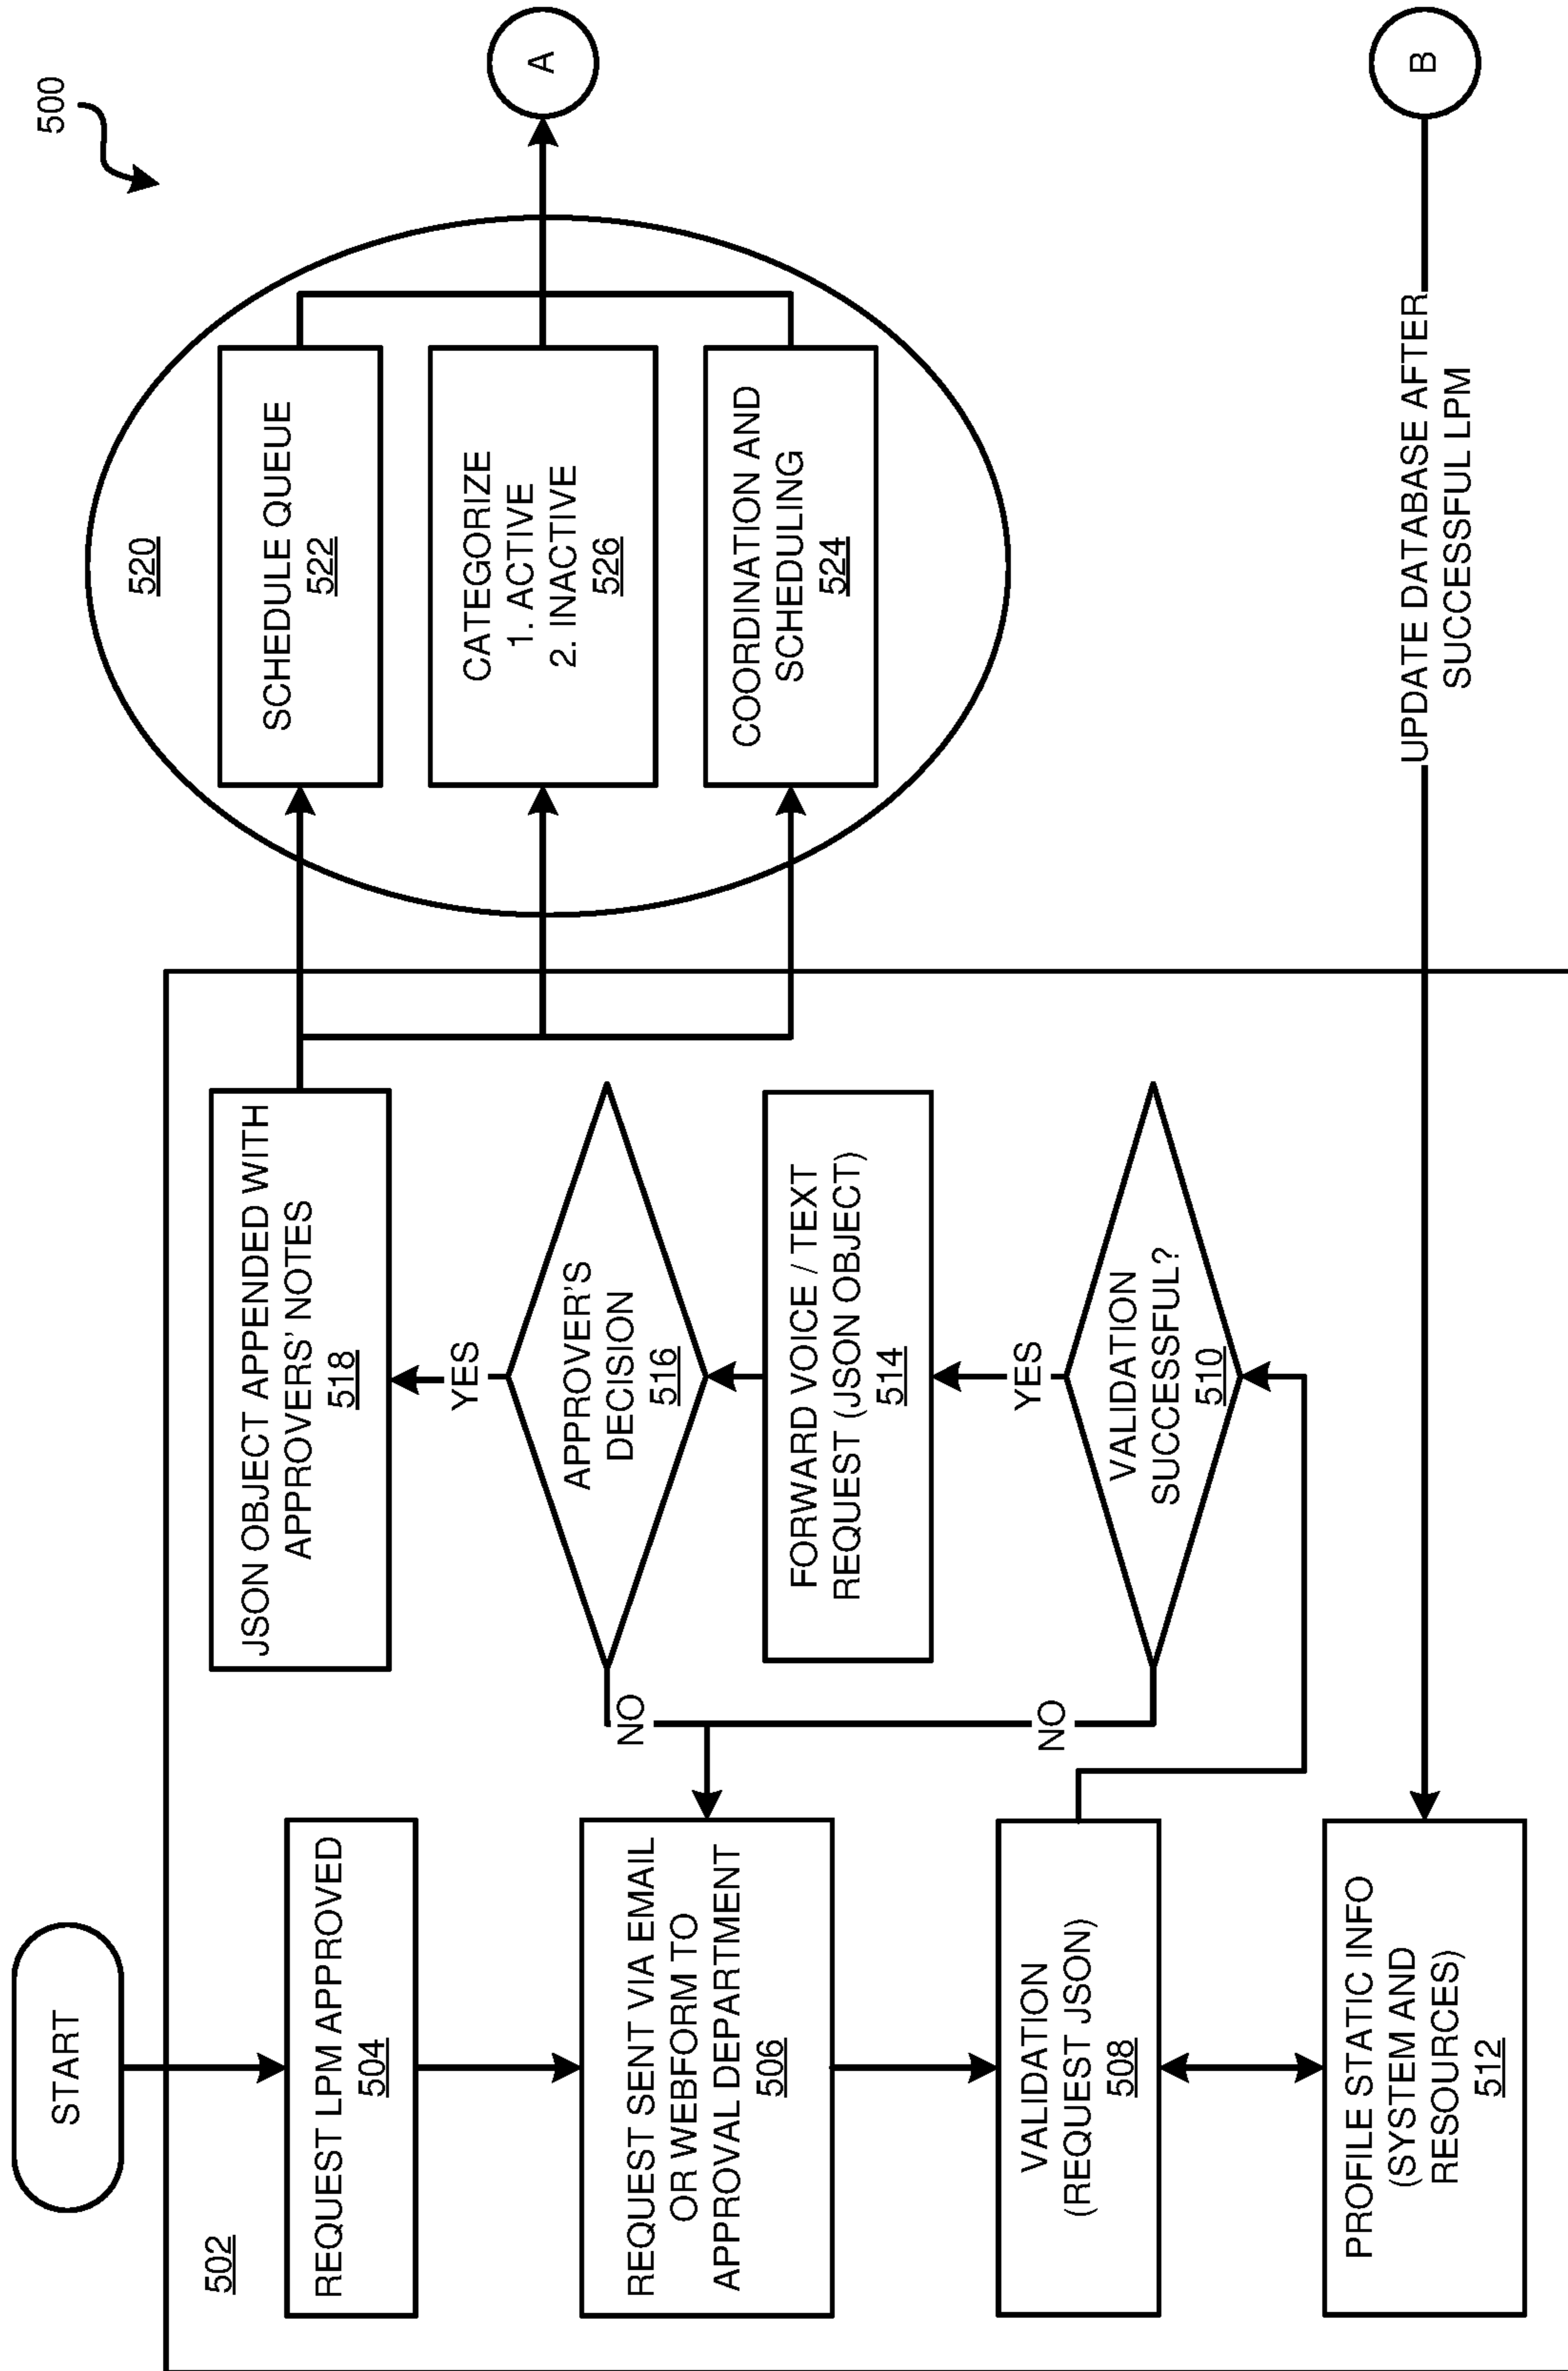 500
START
502
REQUEST LPM APPROVED
504
REQUEST SENT VIA EMAIL
OR WEBFORM TO
APPROVAL DEPARTMENT
506
VALIDATION
(REQUEST JSON)
508
PROFILE STATIC INFO
(SYSTEM AND
RESOURCES)
512
JSON OBJECT APPENDED WITH
APPROVERS' NOTES
518
YES
APPROVER'S
DECISION
516
NO
FORWARD VOICE / TEXT
REQUEST (JSON OBJECT)
514
YES
NO
VALIDATION
SUCCESSFUL?
510
520
SCHEDULE QUEUE
522
CATEGORIZE
1. ACTIVE
2. INACTIVE
526
COORDINATION AND
SCHEDULING
524
A
UPDATE DATABASE AFTER
SUCCESSFUL LPM
B